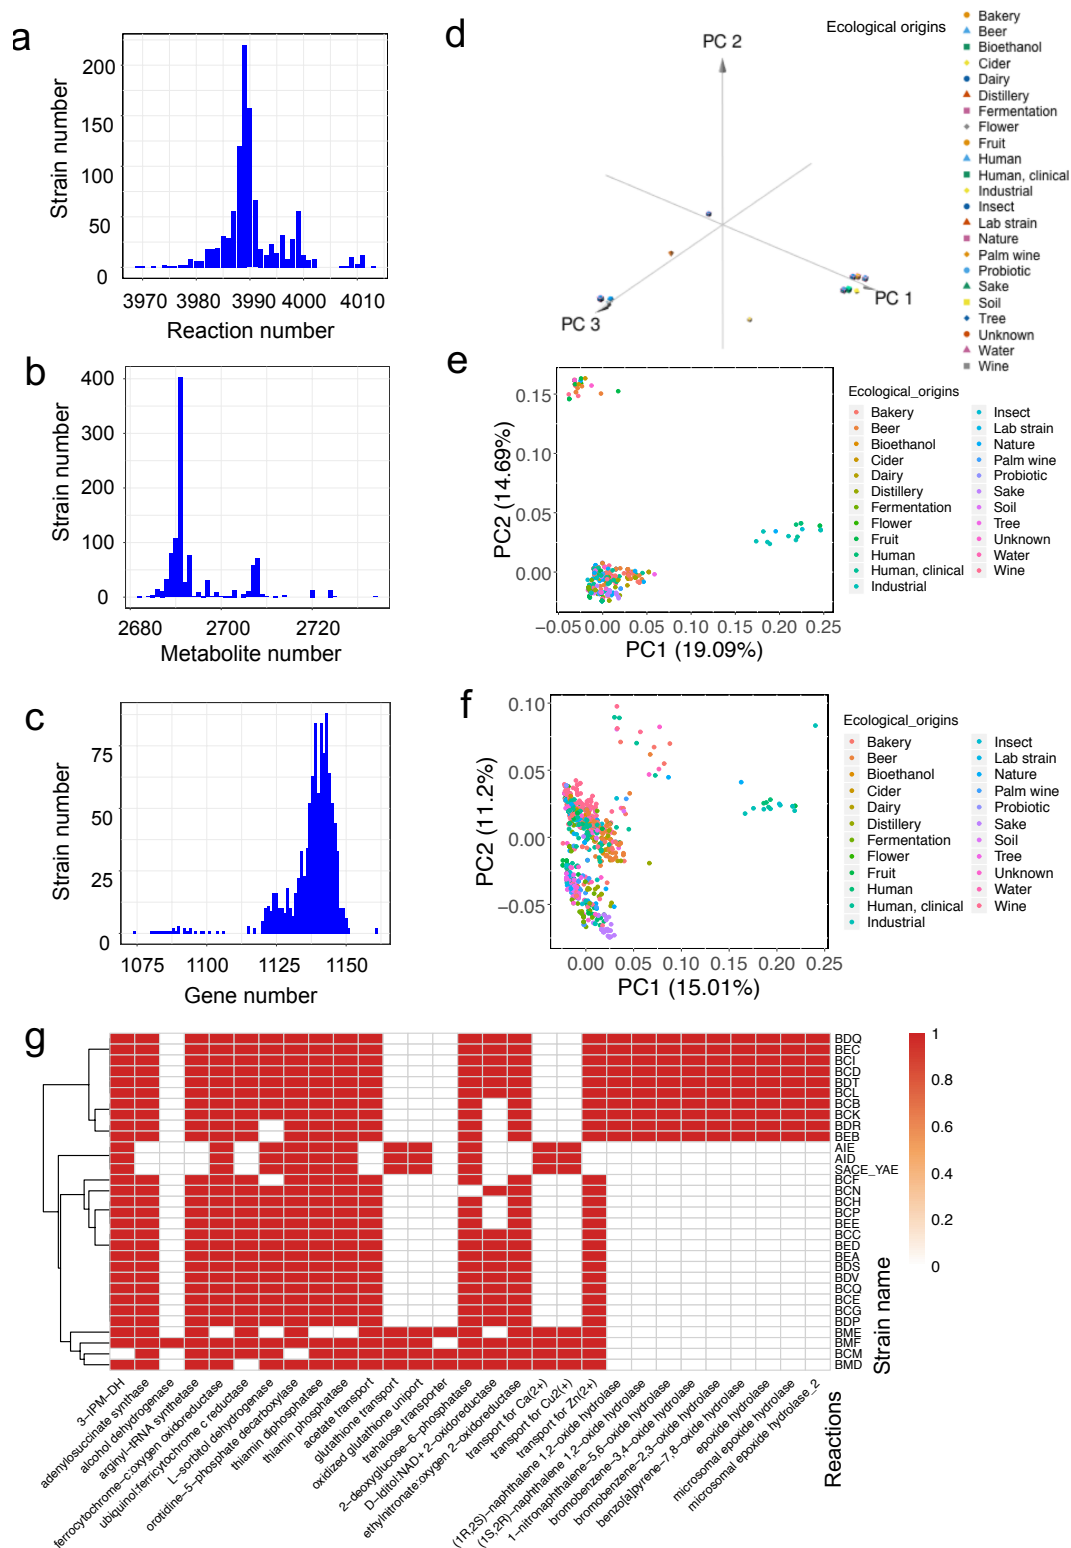 a
Strain number
200
150
100
50
0
3970 3980 3990 4000 4010
Reaction number
b
Strain number
400
300
200
100
0
2680 2700 2720
Metabolite number
c
Strain number
75
50
25
0
1075 1100 1125 1150
Gene number
d
PC 2
PC 1
PC 3
Ecological origins
Bakery
Beer
Bioethanol
Cider
Dairy
Distillery
Fermentation
Flower
Fruit
Human
Human, clinical
Industrial
Insect
Lab strain
Nature
Palm wine
Probiotic
Sake
Soil
Tree
Unknown
Water
Wine
e
PC2 (14.69%)
0.15
0.05
0.00
−0.05 0.00 0.05 0.10 0.15 0.20 0.25
PC1 (19.09%)
Ecological_origins
Bakery
Beer
Bioethanol
Cider
Dairy
Distillery
Fermentation
Flower
Fruit
Human
Human, clinical
Industrial
Insect
Lab strain
Nature
Palm wine
Probiotic
Sake
Soil
Tree
Unknown
Water
Wine
f
PC2 (11.2%)
0.10
0.05
0.00
−0.05
0.00 0.05 0.10 0.15 0.20 0.25
PC1 (15.01%)
Ecological_origins
Bakery
Beer
Bioethanol
Cider
Dairy
Distillery
Fermentation
Flower
Fruit
Human
Human, clinical
Industrial
Insect
Lab strain
Nature
Palm wine
Probiotic
Sake
Soil
Tree
Unknown
Water
Wine
g
BDQ
BEC
BCI
BCD
BDT
BCL
BCB
BCK
BDR
BEB
AIE
AID
SACE_YAE
BCF
BCN
BCH
BCP
BEE
BCC
BED
BEA
BDS
BDV
BCQ
BCE
BCG
BDP
BME
BMF
BCM
BMD
Strain name
1
0.8
0.6
0.4
0.2
0
3−IPM−DH
adenylosuccinate synthase
alcohol dehydrogenase
arginyl−tRNA synthetase
ferrocytochrome−c:oxygen oxidoreductase
ubiquinol:ferricytochrome c reductase
L−sorbitol dehydrogenase
orotidine−5−phosphate decarboxylase
thiamin diphosphatase
thiamin phosphatase
acetate transport
glutathione transport
oxidized glutathione uniport
trehalose transporter
2−deoxyglucose−6−phosphatase
D−Iditol:NAD+ 2−oxidoreductase
ethylnitronate:oxygen 2−oxidoreductase
transport for Ca(2+)
transport for Cu2(+)
transport for Zn(2+)
(1R,2S)−naphthalene 1,2−oxide hydrolase
(1S,2R)−naphthalene 1,2−oxide hydrolase
1−nitronaphthalene−5,6−oxide hydrolase
bromobenzene−3,4−oxide hydrolase
bromobenzene−2,3−oxide hydrolase
benzo[a]pyrene−7,8−oxide hydrolase
epoxide hydrolase
microsomal epoxide hydrolase
microsomal epoxide hydrolase_2
Reactions